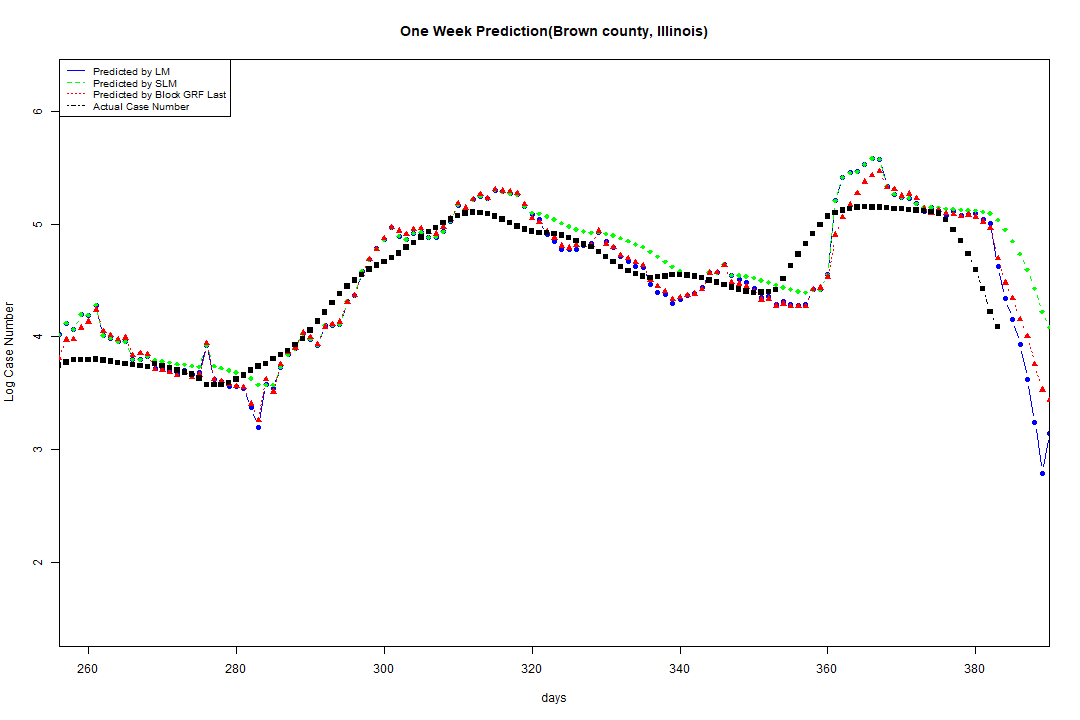 One Week Prediction(Brown county, Illinois)
Predicted by LM
Predicted by SLM
Predicted by Block GRF Last
Actual Case Number
Log Case Number
6
5
4
3
2
260 280 300 320 340 360 380
days